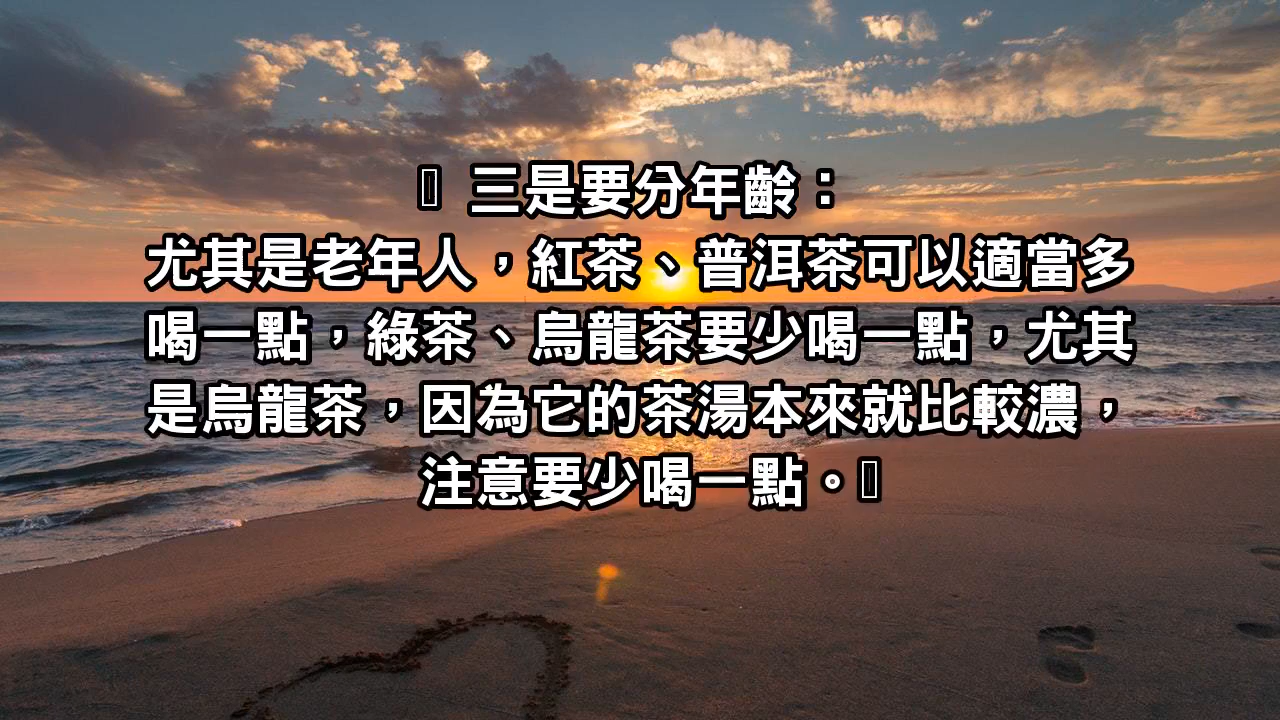 三是要分年齡：
尤其是老年人，紅茶、普洱茶可以適當多
喝一點，綠茶、烏龍茶要少喝一點，尤其
是烏龍茶，因為它的茶湯本來就比較濃，
注意要少喝一點。